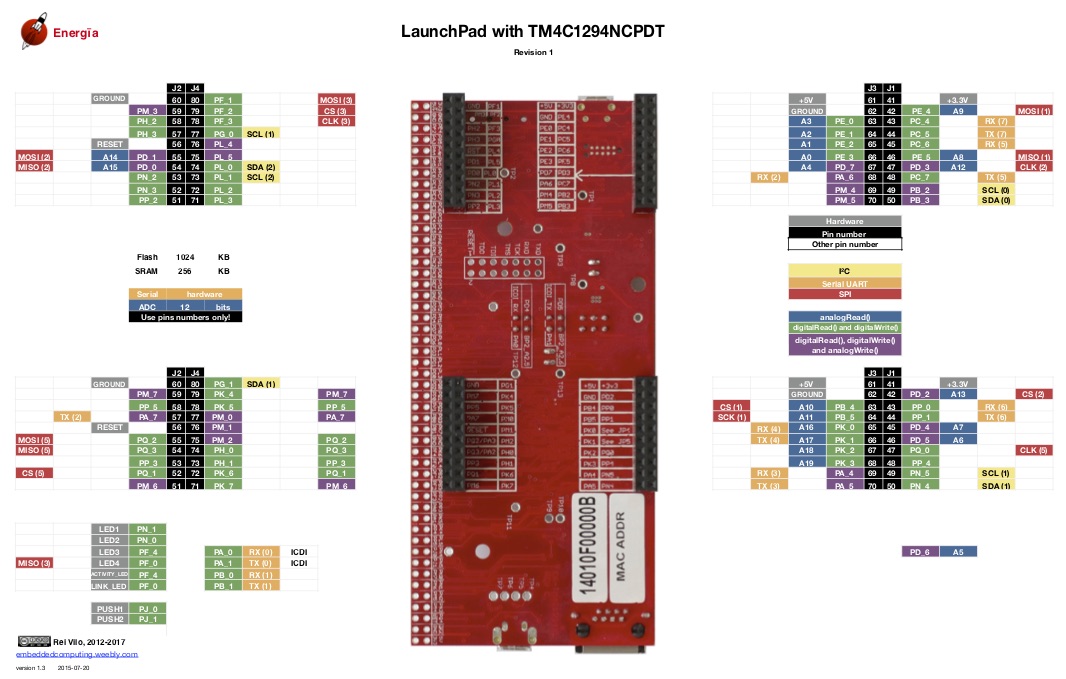 Energïa
LaunchPad with TM4C1294NCPDT
Revision 1
J2 J4
GROUND 60 80 PF_1 MOSI (3)
PM_3 59 79 PF_2 CS (3)
PH_2 58 78 PF_3 CLK (3)
PH_3 57 77 PG_0 SCL (1)
RESET 56 76 PL_4
MOSI (2) A14 PD_1 55 75 PL_5
MISO (2) A15 PD_0 54 74 PL_0 SDA (2)
PN_2 53 73 PL_1 SCL (2)
PN_3 52 72 PL_2
PP_2 51 71 PL_3
J3 J1
+5V 61 41 +3.3V
GROUND 62 42 PE_4 A9 MOSI (1)
A3 PE_0 63 43 PC_4 RX (7)
A2 PE_1 64 44 PC_5 TX (7)
A1 PE_2 65 45 PC_6 RX (5)
A0 PE_3 66 46 PE_5 A8 MISO (1)
A4 PD_7 67 47 PD_3 A12 CLK (2)
RX (2) PA_6 68 48 PC_7 TX (5)
PM_4 69 49 PB_2 SCL (0)
PM_5 70 50 PB_3 SDA (0)
Flash 1024 KB
SRAM 256 KB
Serial hardware
ADC 12 bits
Use pins numbers only!
Hardware
Pin number
Other pin number
I²C
Serial UART
SPI
analogRead()
digitalRead() and digitalWrite()
digitalRead(), digitalWrite()
and analogWrite()
J2 J4
GROUND 60 80 PG_1 SDA (1)
PM_7 59 79 PK_4 PM_7
PP_5 58 78 PK_5 PP_5
TX (2) PA_7 57 77 PM_0 PA_7
RESET 56 76 PM_1
MOSI (5) PQ_2 55 75 PM_2 PQ_2
MISO (5) PQ_3 54 74 PH_0 PQ_3
PP_3 53 73 PH_1 PP_3
CS (5) PQ_1 52 72 PK_6 PQ_1
PM_6 51 71 PK_7 PM_6
J3 J1
+5V 61 41 +3.3V
GROUND 62 42 PD_2 A13 CS (2)
CS (1) A10 PB_4 63 43 PP_0 RX (6)
SCK (1) A11 PB_5 64 44 PP_1 TX (6)
RX (4) A16 PK_0 65 45 PD_4 A7
TX (4) A17 PK_1 66 46 PD_5 A6
A18 PK_2 67 47 PQ_0 CLK (5)
A19 PK_3 68 48 PP_4
RX (3) PA_4 69 49 PN_5 SCL (1)
TX (3) PA_5 70 50 PN_4 SDA (1)
LED1 PN_1
LED2 PN_0
LED3 PF_4 PA_0 RX (0) ICDI
MISO (3) LED4 PF_0 PA_1 TX (0) ICDI
ACTIVITY_LED PF_4 PB_0 RX (1)
LINK_LED PF_0 PB_1 TX (1)
PUSH1 PJ_0
PUSH2 PJ_1
PD_6 A5
14010F00000B
MAC ADDR
Rei Vilo, 2012-2017
embeddedcomputing.weebly.com
version 1.3 2015-07-20